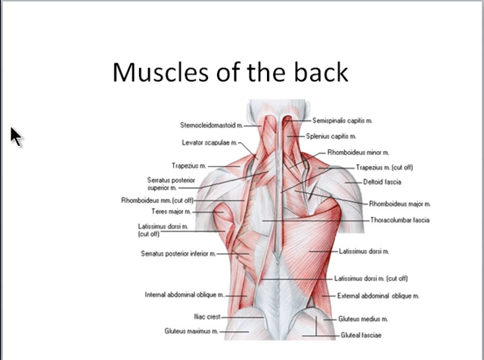 Muscles of the back
Sternocleidomastoid m.
Levator scapulae m.
Trapezius m.
Serratus posterior
superior m.
Rhomboideus mm.(cut off)
Teres major m.
Latissimus dorsi m.
(cut off)
Serratus posterior inferior m.
Internal abdominal oblique m.
Iliac crest
Gluteus maximus m.
Semispinalis capitis m.
Splenius capitis m.
Rhomboideus minor m.
Trapezius m. (cut off)
Deltoid fascia
Rhomboideus major m.
Thoracolumbar fascia
Latissimus dorsi m.
Latissimus dorsi m. (cut off)
External abdominal oblique m.
Gluteus medius m.
Gluteal fasciae